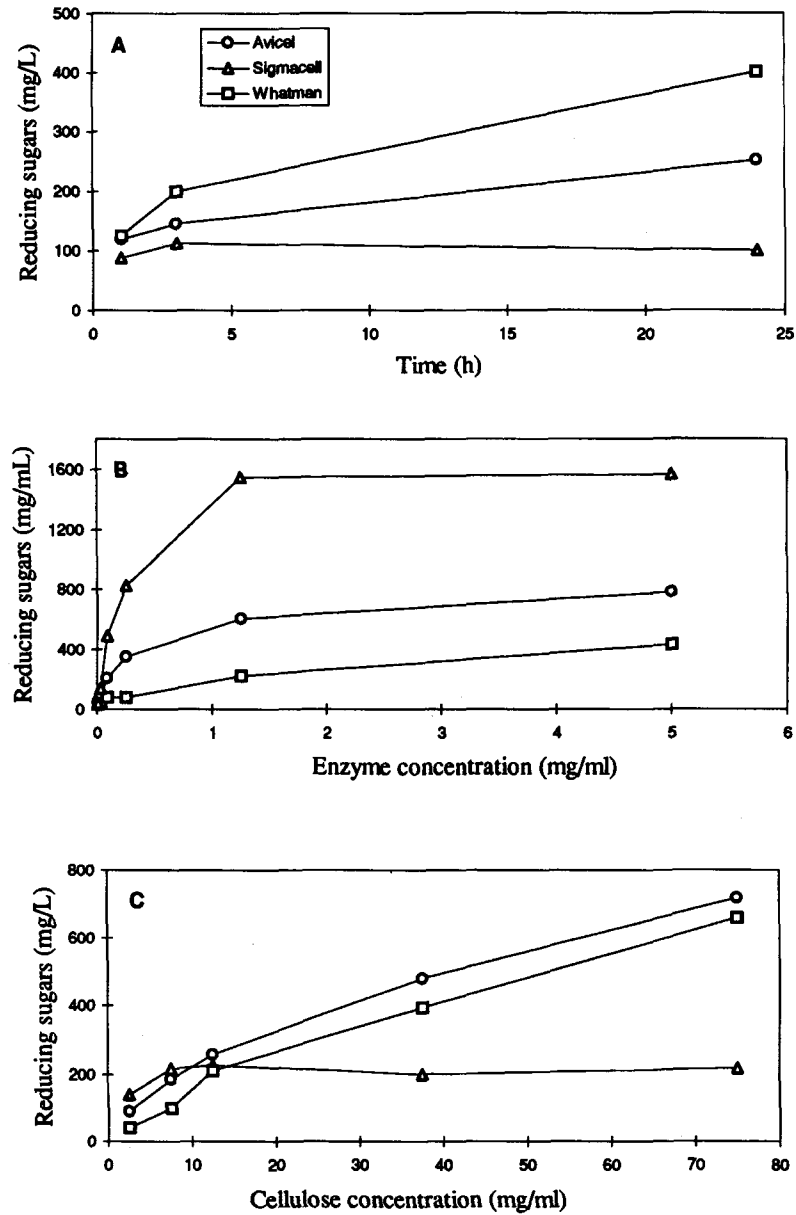 A
Avicel
Sigmacell
Whatman
Reducing sugars (mg/L)
500
400
300
200
100
0
0 5 10 15 20 25
Time (h)
B
Reducing sugars (mg/mL)
1600
1200
800
400
0
0 1 2 3 4 5 6
Enzyme concentration (mg/ml)
C
Reducing sugars (mg/L)
800
600
400
200
0
0 10 20 30 40 50 60 70 80
Cellulose concentration (mg/ml)